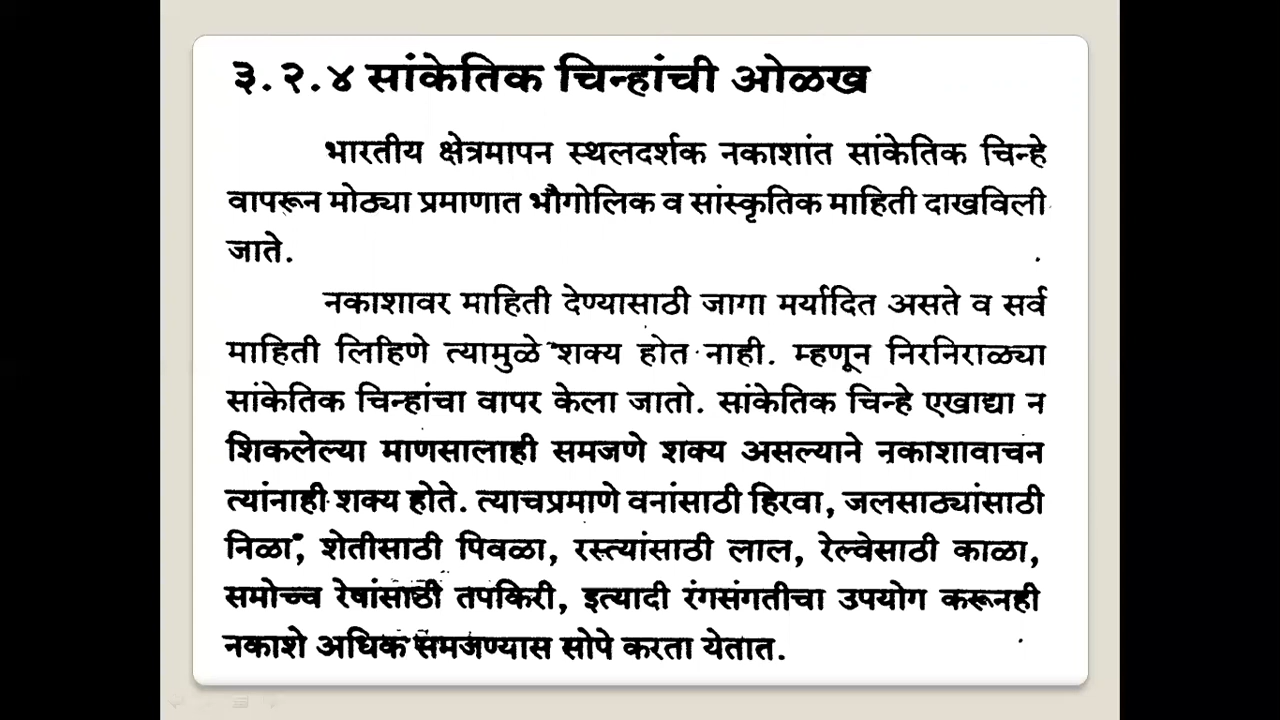 ३.२.४ सांकेतिक चिन्हांची ओळख
भारतीय क्षेत्रमापन स्थलदर्शक नकाशांत सांकेतिक चिन्हे
वापरून मोठ्या प्रमाणात भौगोलिक व सांस्कृतिक माहिती दाखविली
जाते.
नकाशावर माहिती देण्यासाठी जागा मर्यादित असते व सर्व
माहिती लिहिणे त्यामुळे शक्य होत नाही. म्हणून निरनिराळ्या
सांकेतिक चिन्हांचा वापर केला जातो. सांकेतिक चिन्हे एखाद्या न
शिकलेल्या माणसालाही समजणे शक्य असल्याने नकाशावाचन
त्यांनाही शक्य होते. त्याचप्रमाणे वनांसाठी हिरवा, जलसाठ्यांसाठी
निळा, शेतीसाठी पिवळा, रस्त्यांसाठी लाल, रेल्वेसाठी काळा,
समोच्च रेषांसाठी तपकिरी, इत्यादी रंगसंगतीचा उपयोग करूनही
नकाशे अधिक समजण्यास सोपे करता येतात.